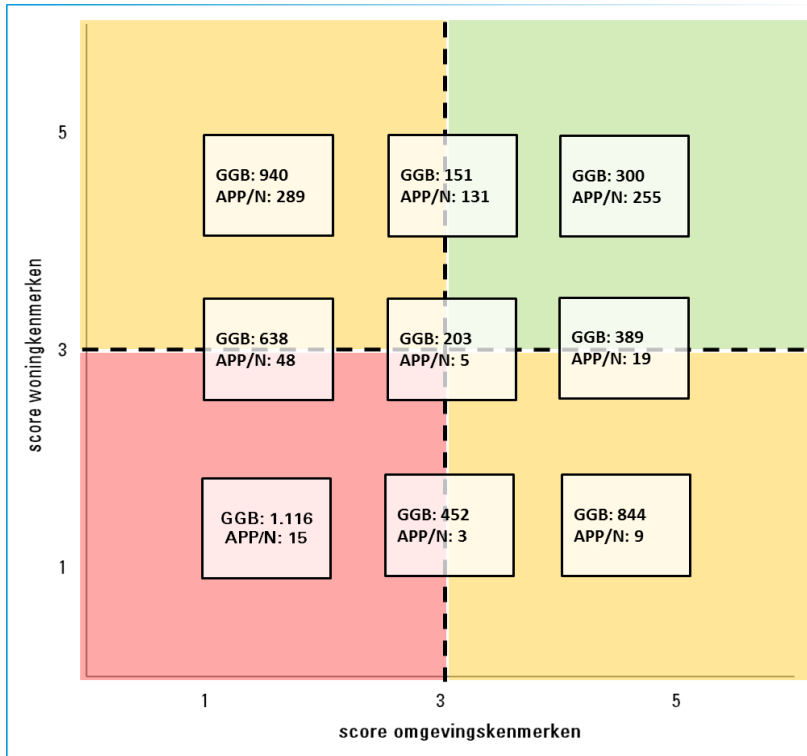 5
GGB: 940
APP/N: 289
GGB: 151
APP/N: 131
GGB: 300
APP/N: 255
score woningkenmerken
3
GGB: 638
APP/N: 48
GGB: 203
APP/N: 5
GGB: 389
APP/N: 19
1
GGB: 1.116
APP/N: 15
GGB: 452
APP/N: 3
GGB: 844
APP/N: 9
1 3 5
score omgevingskenmerken